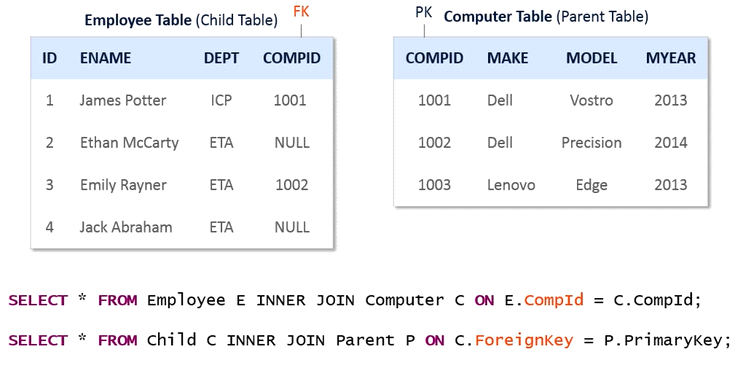 Employee Table (Child Table) FK
ID ENAME DEPT COMPID
1 James Potter ICP 1001
2 Ethan McCarty ETA NULL
3 Emily Rayner ETA 1002
4 Jack Abraham ETA NULL
PK Computer Table (Parent Table)
COMPID MAKE MODEL MYEAR
1001 Dell Vostro 2013
1002 Dell Precision 2014
1003 Lenovo Edge 2013
SELECT * FROM Employee E INNER JOIN Computer C ON E.CompId = C.CompId;
SELECT * FROM Child C INNER JOIN Parent P ON C.ForeignKey = P.PrimaryKey;